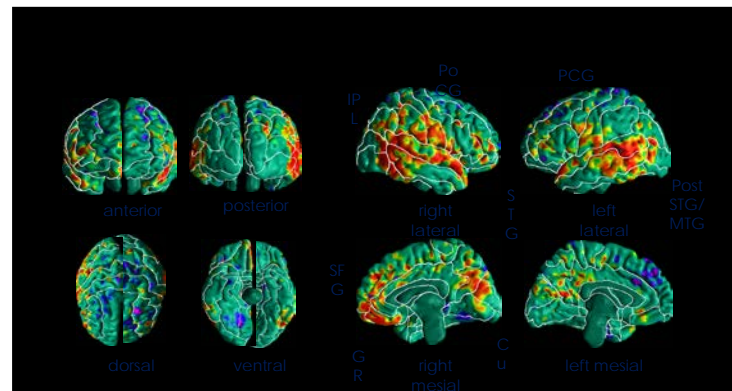 Po
CG
PCG
IP
L
anterior
posterior
right
lateral
S
T
G
left
lateral
Post
STG/
MTG
SF
G
dorsal
ventral
G
R
right
mesial
C
u
left mesial